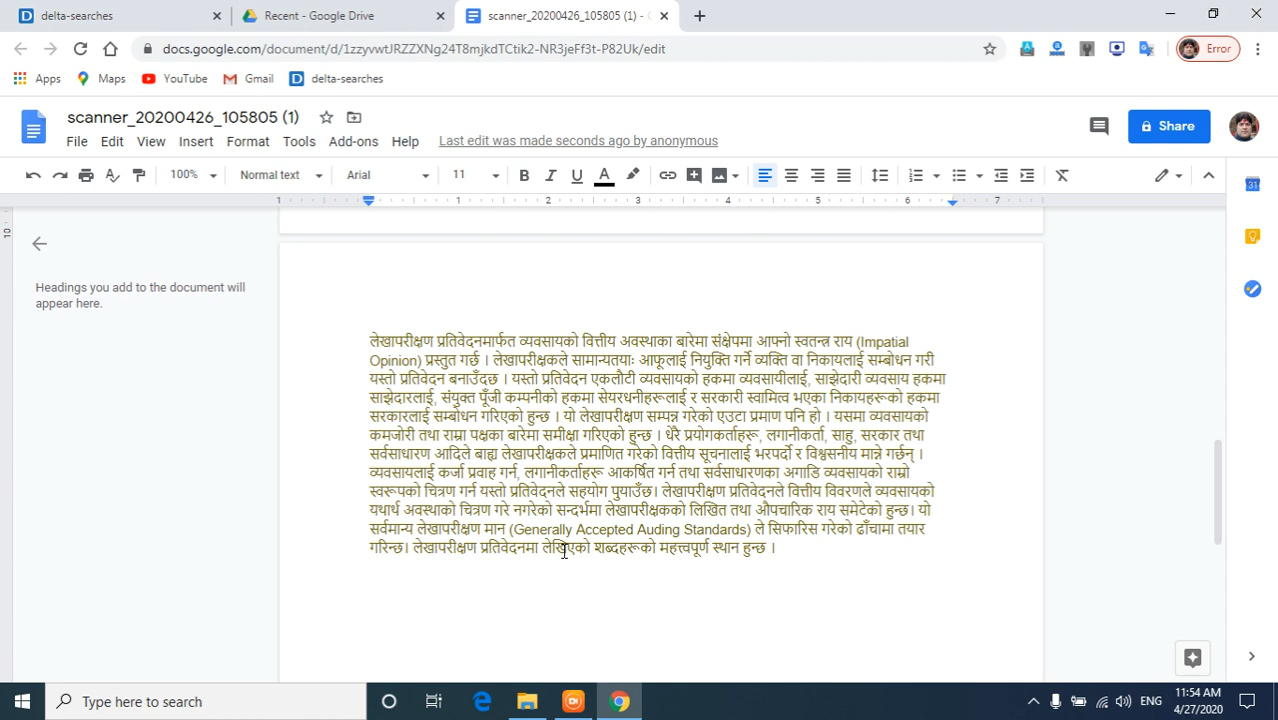 delta-searches
Recent - Google Drive
scanner_20200426_105805 (1) -
docs.google.com/document/d/1zzyvwtJRZZXNg24T8mjkdTCtik2-NR3jeFf3t-P82Uk/edit
Error
Apps
Maps
YouTube
Gmail
delta-searches
scanner_20200426_105805 (1)
File Edit View Insert Format Tools Add-ons Help
Last edit was made seconds ago by anonymous
Share
100% Normal text Arial 11
B I U A
1 1 2 3 4 5 6 7
10
31
Headings you add to the document will
appear here.
लेखापरीक्षण प्रतिवेदनमार्फत व्यवसायको वित्तीय अवस्थाका बारेमा संक्षेपमा आफ्नो स्वतन्त्र राय (Impatial
Opinion) प्रस्तुत गर्छ । लेखापरीक्षकले सामान्यतयाः आफूलाई नियुक्ति गर्ने व्यक्ति वा निकायलाई सम्बोधन गरी
यस्तो प्रतिवेदन बनाउँदछ । यस्तो प्रतिवेदन एकलौटी व्यवसायको हकमा व्यवसायीलाई, साझेदारी व्यवसाय हकमा
साझेदारलाई, संयुक्त पूँजी कम्पनीको हकमा सेयरधनीहरूलाई र सरकारी स्वामित्व भएका निकायहरूको हकमा
सरकारलाई सम्बोधन गरिएको हुन्छ । यो लेखापरीक्षण सम्पन्न गरेको एउटा प्रमाण पनि हो । यसमा व्यवसायको
कमजोरी तथा राम्रा पक्षका बारेमा समीक्षा गरिएको हुन्छ । धेरै प्रयोगकर्ताहरू, लगानीकर्ता, साहु, सरकार तथा
सर्वसाधारण आदिले बाह्य लेखापरीक्षकले प्रमाणित गरेको वित्तीय सूचनालाई भरपर्दो र विश्वसनीय मान्ने गर्छन् ।
व्यवसायलाई कर्जा प्रवाह गर्न, लगानीकर्ताहरू आकर्षित गर्न तथा सर्वसाधारणका अगाडि व्यवसायको राम्रो
स्वरूपको चित्रण गर्न यस्तो प्रतिवेदनले सहयोग पुयाउँछ। लेखापरीक्षण प्रतिवेदनले वित्तीय विवरणले व्यवसायको
यथार्थ अवस्थाको चित्रण गरे नगरेको सन्दर्भमा लेखापरीक्षकको लिखित तथा औपचारिक राय समेटेको हुन्छ। यो
सर्वमान्य लेखापरीक्षण मान (Generally Accepted Auding Standards) ले सिफारिस गरेको ढाँचामा तयार
गरिन्छ। लेखापरीक्षण प्रतिवेदनमा लेखिएको शब्दहरूको महत्त्वपूर्ण स्थान हुन्छ ।
Type here to search
ENG
11:54 AM
4/27/2020